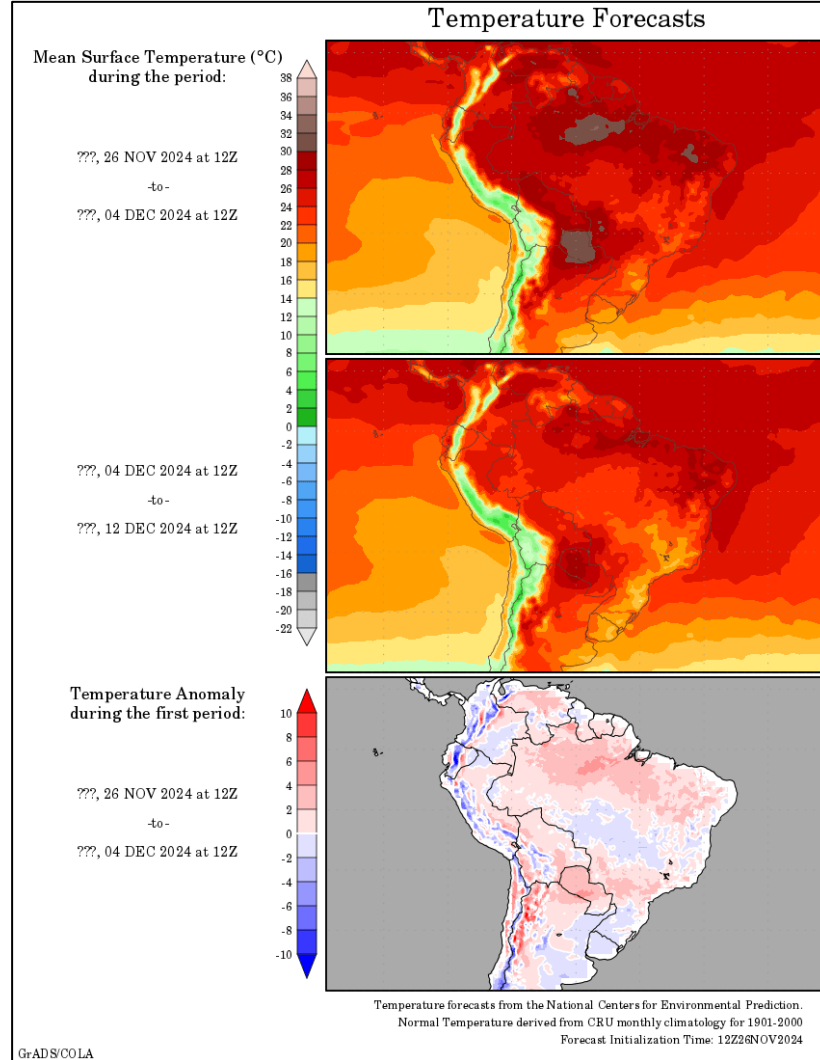 Temperature Forecasts
Mean Surface Temperature (°C)
during the period:
???, 26 NOV 2024 at 12Z
-to-
???, 04 DEC 2024 at 12Z
38
36
34
32
30
28
26
24
22
20
18
16
14
12
10
8
6
4
2
0
-2
-4
-6
-8
-10
-12
-14
-16
-18
-20
-22
???, 04 DEC 2024 at 12Z
-to-
???, 12 DEC 2024 at 12Z
Temperature Anomaly
during the first period:
???, 26 NOV 2024 at 12Z
-to-
???, 04 DEC 2024 at 12Z
10
8
6
4
2
0
-2
-4
-6
-8
-10
Temperature forecasts from the National Centers for Environmental Prediction.
Normal Temperature derived from CRU monthly climatology for 1901-2000
Forecast Initialization Time: 12Z26NOV2024
GrADS/COLA